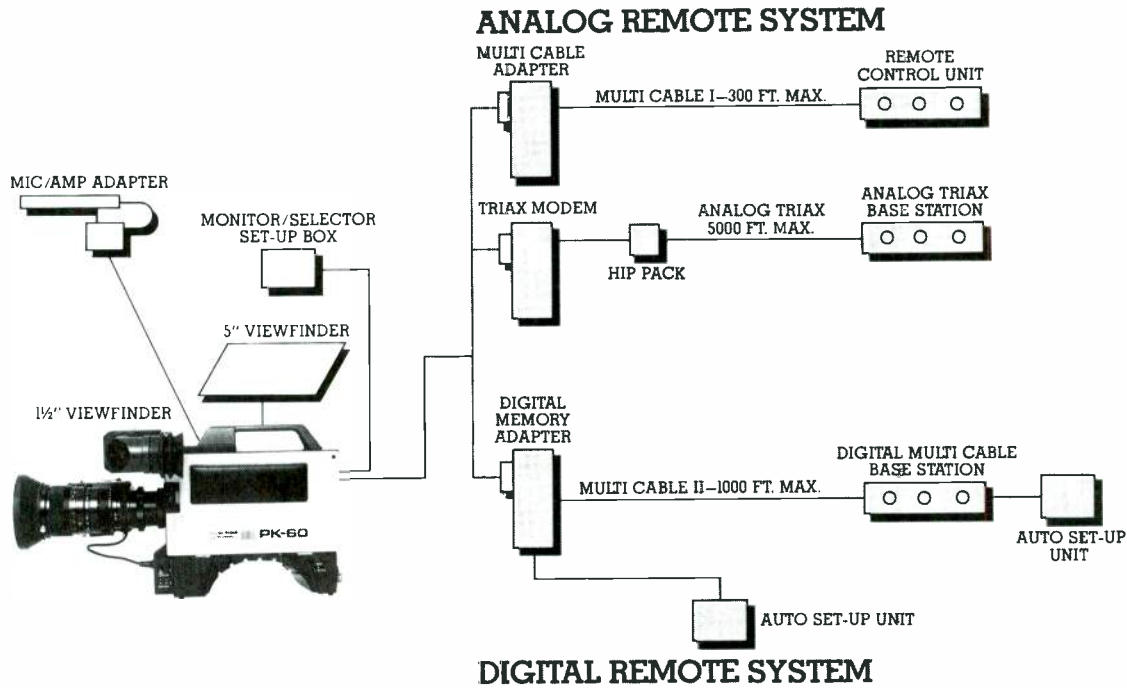 ANALOG REMOTE SYSTEM
MULTI CABLE
ADAPTER
MULTI CABLE I–300 FT. MAX.
REMOTE
CONTROL UNIT
MIC/AMP ADAPTER
MONITOR/SELECTOR
SET-UP BOX
TRIAX MODEM
HIP PACK
ANALOG TRIAX
5000 FT. MAX.
ANALOG TRIAX
BASE STATION
5" VIEWFINDER
1½" VIEWFINDER
PK-60
DIGITAL
MEMORY
ADAPTER
MULTI CABLE II–1000 FT. MAX.
DIGITAL MULTI CABLE
BASE STATION
AUTO SET-UP
UNIT
AUTO SET-UP UNIT
DIGITAL REMOTE SYSTEM